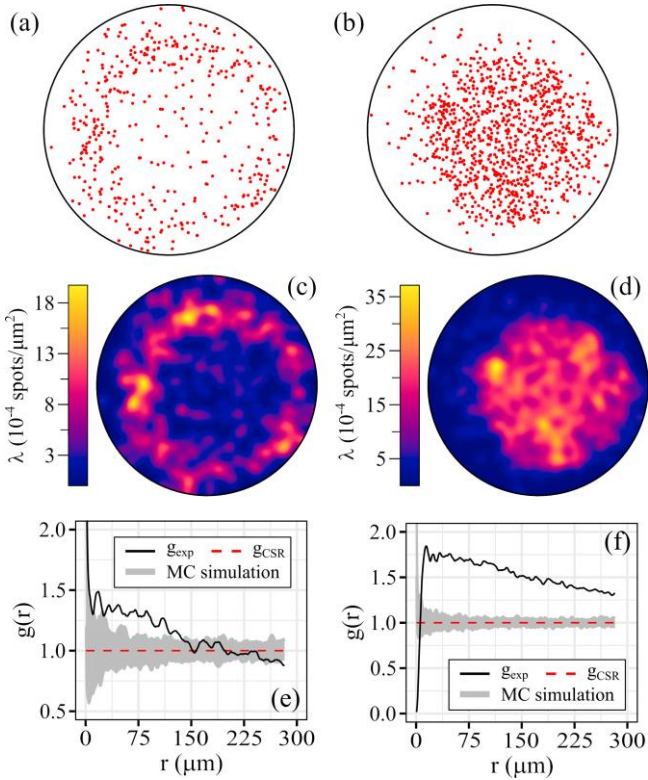 (a)
(b)
(c)
(d)
λ (10⁻⁴ spots/μm²)
18
13
8
3
λ (10⁻⁴ spots/μm²)
35
25
15
5
(e)
g(r)
2.0
1.5
1.0
0.5
g_exp g_CSR
MC simulation
0 75 150 225 300
r (μm)
(f)
g(r)
2.0
1.5
1.0
0.5
0.0
g_exp g_CSR
MC simulation
0 75 150 225 300
r (μm)